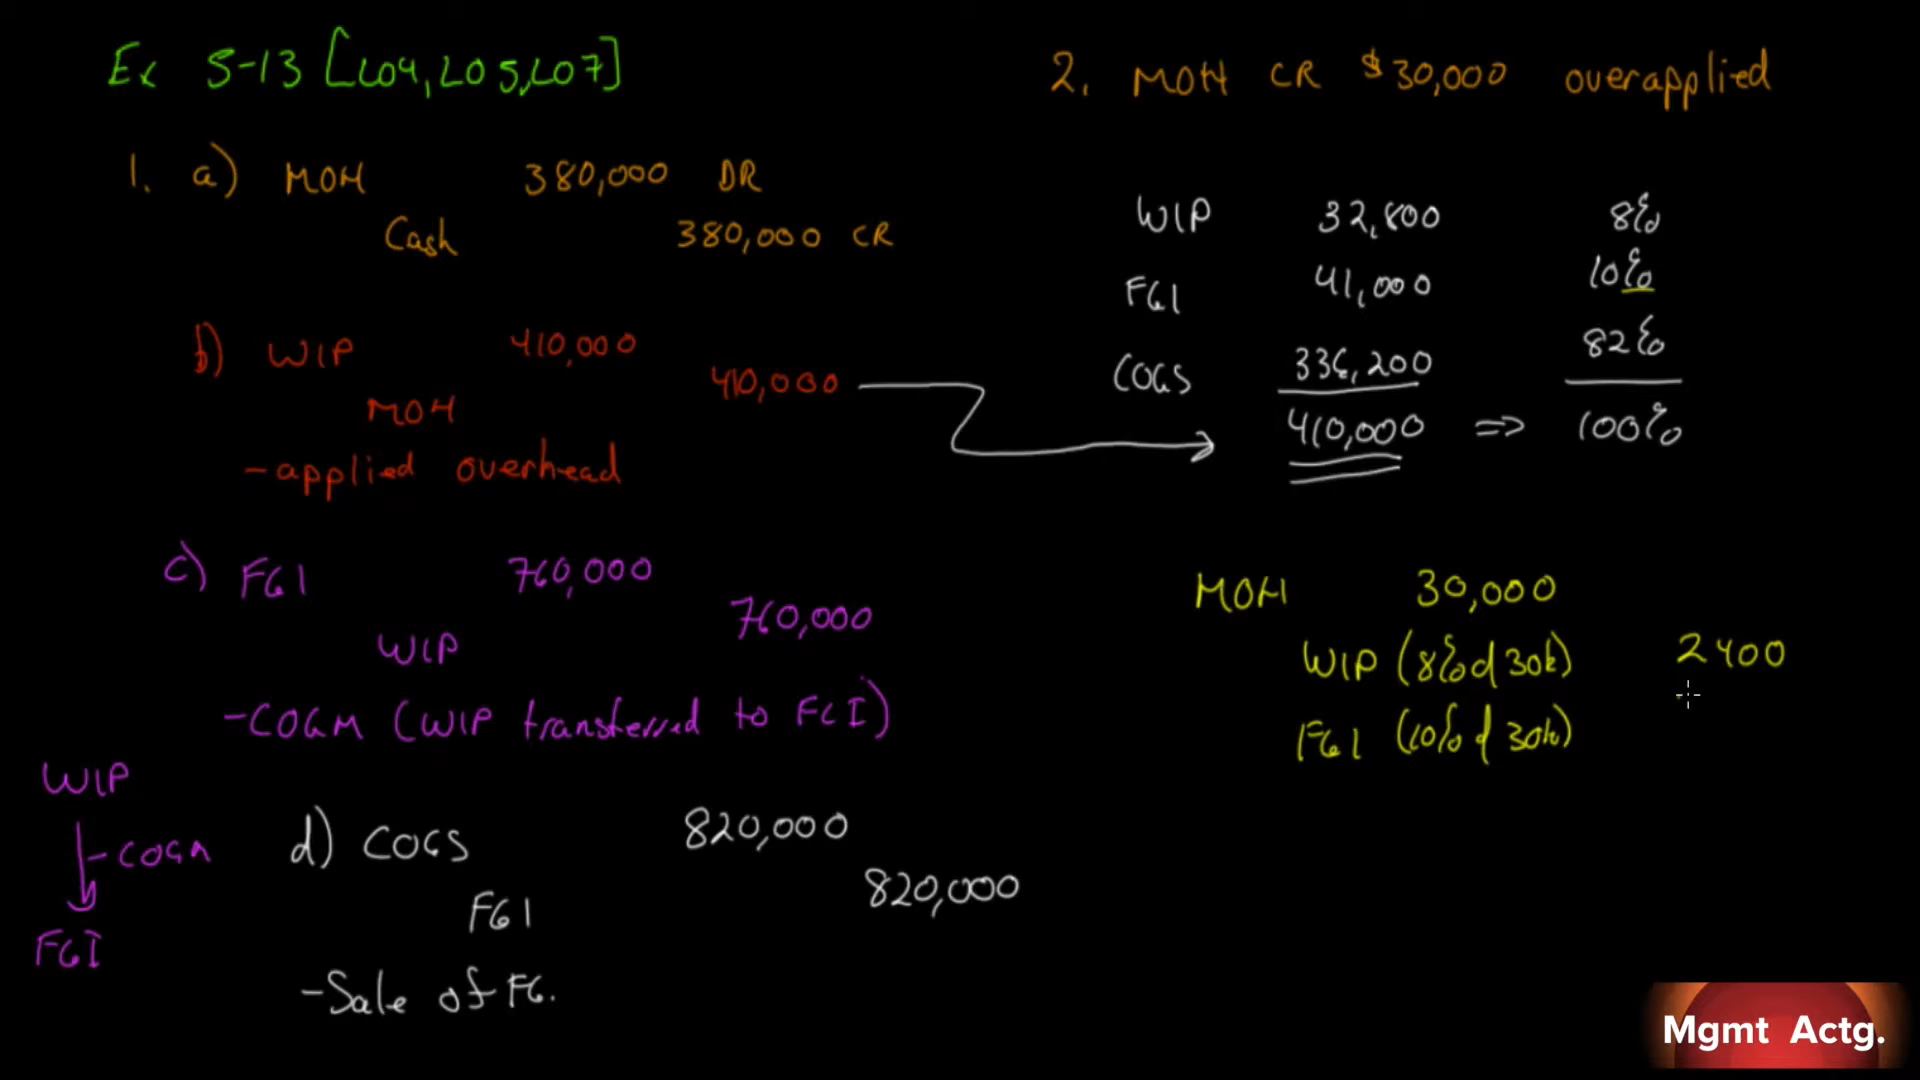 Ex 5-13 [LO4, LO5, LO7]
1. a) MOH 380,000 DR
Cash 380,000 CR
b) WIP 410,000
410,000
MOH
-applied overhead
c) FGI 760,000
760,000
WIP
-COGM (WIP transferred to FGI)
WIP
COGM
FGI
d) COGS 820,000
FGI 820,000
-Sale of FG.
2. MOH CR $30,000 overapplied
WIP 32,800 8%
FGI 41,000 10%
COGS 336,200 82%
410,000 => 100%
MOH 30,000
WIP (8% of 30k) 2400
FGI (10% of 30k)
Mgmt Actg.